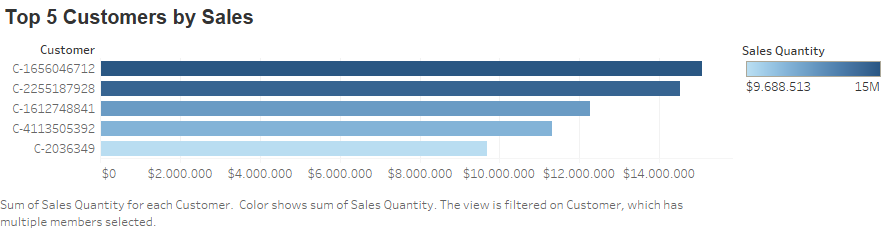 Top 5 Customers by Sales
Customer
Sales Quantity
C-1656046712
C-2255187928
C-1612748841
C-4113505392
C-2036349
$9.688.513 15M
$0 $2.000.000 $4.000.000 $6.000.000 $8.000.000 $10.000.000 $12.000.000 $14.000.000
Sum of Sales Quantity for each Customer. Color shows sum of Sales Quantity. The view is filtered on Customer, which has
multiple members selected.